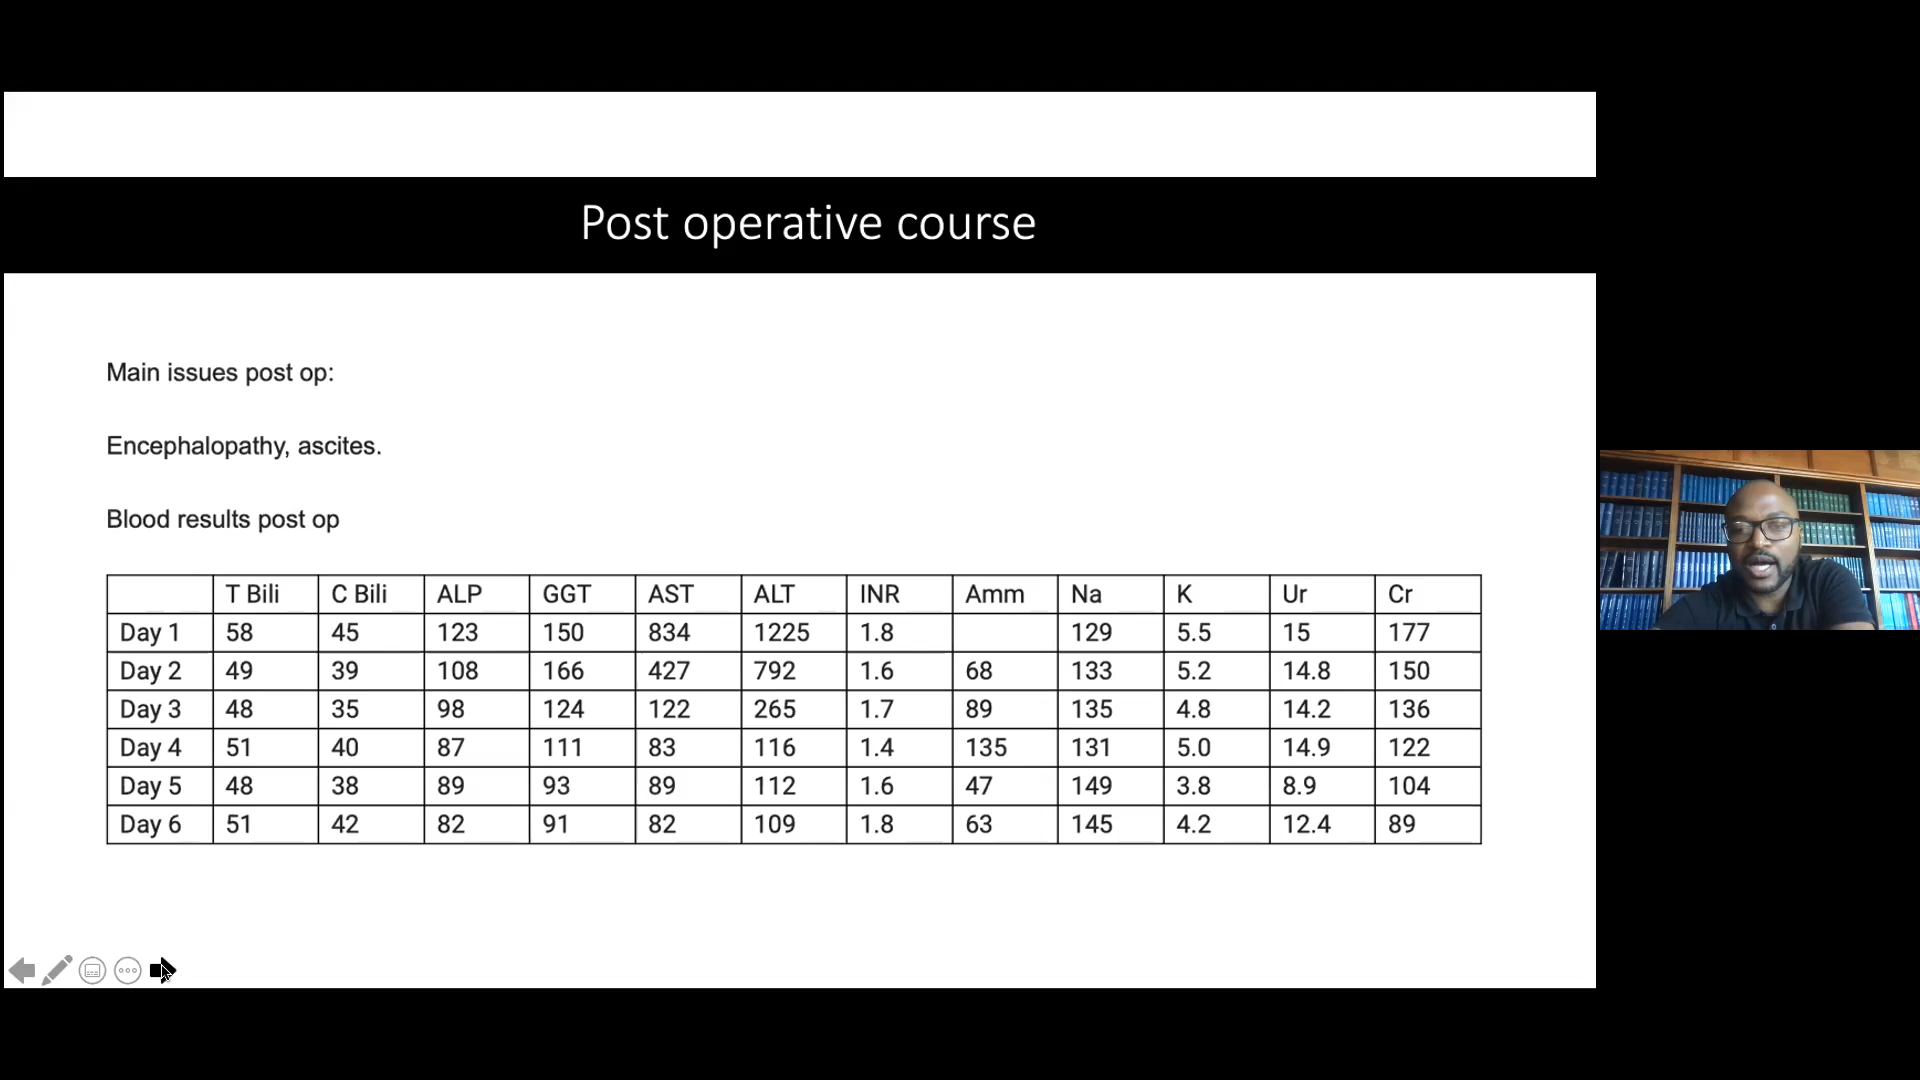 Post operative course
Main issues post op:
Encephalopathy, ascites.
Blood results post op
T Bili C Bili ALP GGT AST ALT INR Amm Na K Ur Cr
Day 1 58 45 123 150 834 1225 1.8 129 5.5 15 177
Day 2 49 39 108 166 427 792 1.6 68 133 5.2 14.8 150
Day 3 48 35 98 124 122 265 1.7 89 135 4.8 14.2 136
Day 4 51 40 87 111 83 116 1.4 135 131 5.0 14.9 122
Day 5 48 38 89 93 89 112 1.6 47 149 3.8 8.9 104
Day 6 51 42 82 91 82 109 1.8 63 145 4.2 12.4 89